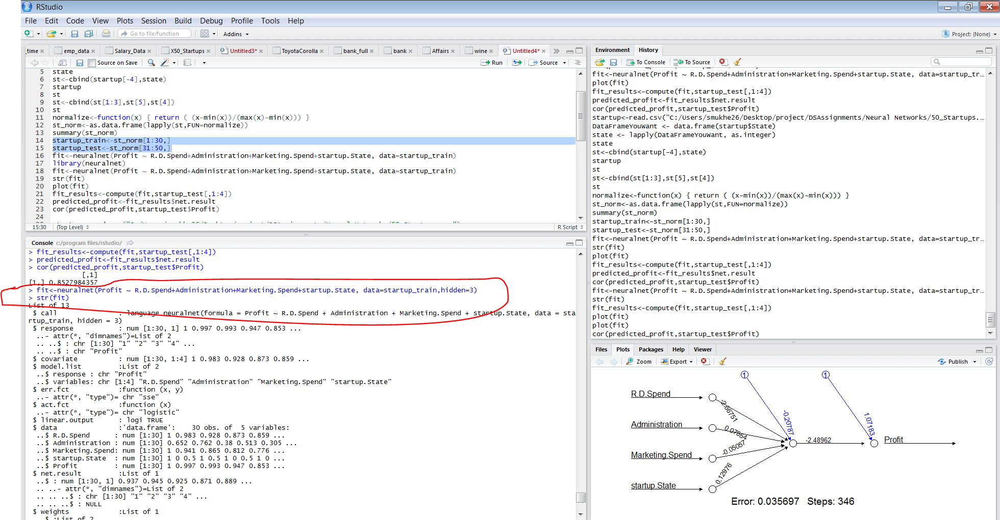 RStudio
File Edit Code View Plots Session Build Debug Profile Tools Help
Go to file/function Addins Project: (None)
_time emp_data Salary_Data X50_Startups Untitled3* ToyotaCorolla bank_full bank Affairs wine Untitled4*
Source on Save Run Source
5 state
6 st<-cbind(startup[-4],state)
7 startup
8 st
9 st<-cbind(st[1:3],st[5],st[4])
10 st
11 normalize<-function(x) { return ( (x-min(x))/(max(x)-min(x))) }
12 st_norm<-as.data.frame(lapply(st,FUN=normalize))
13 summary(st_norm)
14 startup_train<-st_norm[1:30,]
15 startup_test<-st_norm[31:50,]
16 fit<-neuralnet(Profit ~ R.D.Spend+Administration+Marketing.Spend+startup.State, data=startup_train)
17 library(neuralnet)
18 fit<-neuralnet(Profit ~ R.D.Spend+Administration+Marketing.Spend+startup.State, data=startup_train)
19 str(fit)
20 plot(fit)
21 fit_results<-compute(fit,startup_test[,1:4])
22 predicted_profit<-fit_results$net.result
23 cor(predicted_profit,startup_test$Profit)
24
15:30 (Top Level) R Script
Console c:/program files/rstudio/
> fit_results<-compute(fit,startup_test[,1:4])
> predicted_profit<-fit_results$net.result
> cor(predicted_profit,startup_test$Profit)
[,1]
[1,] 0.8527984357
> fit<-neuralnet(Profit ~ R.D.Spend+Administration+Marketing.Spend+startup.State, data=startup_train,hidden=3)
> str(fit)
List of 13
$ call : language neuralnet(formula = Profit ~ R.D.Spend + Administration + Marketing.Spend + startup.State, data = sta
rtup_train, hidden = 3)
$ response : num [1:30, 1] 1 0.997 0.993 0.947 0.853 ...
..- attr(*, "dimnames")=List of 2
.. ..$ : chr [1:30] "1" "2" "3" "4" ...
.. ..$ : chr "Profit"
$ covariate : num [1:30, 1:4] 1 0.983 0.928 0.873 0.859 ...
$ model.list :List of 2
..$ response : chr "Profit"
..$ variables: chr [1:4] "R.D.Spend" "Administration" "Marketing.Spend" "startup.State"
$ err.fct :function (x, y)
..- attr(*, "type")= chr "sse"
$ act.fct :function (x)
..- attr(*, "type")= chr "logistic"
$ linear.output : logi TRUE
$ data :'data.frame': 30 obs. of 5 variables:
..$ R.D.Spend : num [1:30] 1 0.983 0.928 0.873 0.859 ...
..$ Administration : num [1:30] 0.652 0.762 0.38 0.513 0.305 ...
..$ Marketing.Spend: num [1:30] 1 0.941 0.865 0.812 0.776 ...
..$ startup.State : num [1:30] 1 0 0.5 1 0.5 1 0 0.5 1 0 ...
..$ Profit : num [1:30] 1 0.997 0.993 0.947 0.853 ...
$ net.result :List of 1
..$ : num [1:30, 1] 0.937 0.945 0.925 0.871 0.889 ...
.. ..- attr(*, "dimnames")=List of 2
.. .. ..$ : chr [1:30] "1" "2" "3" "4" ...
.. .. ..$ : NULL
$ weights :List of 1
..$ :List of 2
Environment History
To Console To Source
fit<-neuralnet(Profit ~ R.D.Spend+Administration+Marketing.Spend+startup.State, data=startup_tr...
plot(fit)
fit_results<-compute(fit,startup_test[,1:4])
predicted_profit<-fit_results$net.result
cor(predicted_profit,startup_test$Profit)
startup<-read.csv("C:/Users/smukhe26/Desktop/project/DSAssignments/Neural Networks/50_Startups....
DataFrameYouWant <- data.frame(startup$State)
state <- lapply(DataFrameYouWant, as.integer)
state
st<-cbind(startup[-4],state)
startup
st
st<-cbind(st[1:3],st[5],st[4])
st
normalize<-function(x) { return ( (x-min(x))/(max(x)-min(x))) }
st_norm<-as.data.frame(lapply(st,FUN=normalize))
summary(st_norm)
startup_train<-st_norm[1:30,]
startup_test<-st_norm[31:50,]
fit<-neuralnet(Profit ~ R.D.Spend+Administration+Marketing.Spend+startup.State, data=startup_tr...
str(fit)
plot(fit)
fit_results<-compute(fit,startup_test[,1:4])
predicted_profit<-fit_results$net.result
cor(predicted_profit,startup_test$Profit)
fit<-neuralnet(Profit ~ R.D.Spend+Administration+Marketing.Spend+startup.State, data=startup_tr...
str(fit)
fit_results<-compute(fit,startup_test[,1:4])
plot(fit)
plot(fit)
cor(predicted_profit,startup_test$Profit)
Files Plots Packages Help Viewer
Zoom Export Publish
1 1
R.D.Spend
-2.66751
-0.20787
1.07183
Administration
0.07854
-2.48962
Profit
Marketing.Spend
-0.05057
startup.State
0.12976
Error: 0.035697 Steps: 346